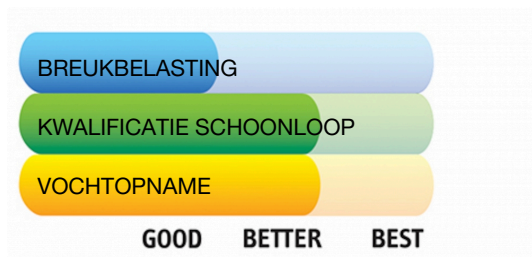 BREUKBELASTING
KWALIFICATIE SCHOONLOOP
VOCHTOPNAME
GOOD BETTER BEST